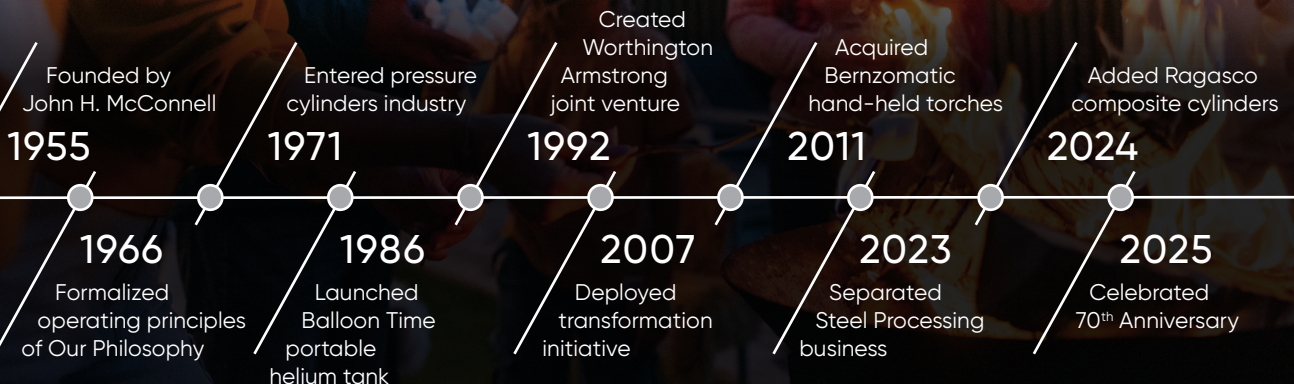 Founded by
John H. McConnell
1955
1966
Formalized
operating principles
of Our Philosophy
Entered pressure
cylinders industry
1971
1986
Launched
Balloon Time
portable
helium tank
Created
Worthington
Armstrong
joint venture
1992
2007
Deployed
transformation
initiative
Acquired
Bernzomatic
hand-held torches
2011
2023
Separated
Steel Processing
business
Added Ragasco
composite cylinders
2024
2025
Celebrated
70th Anniversary